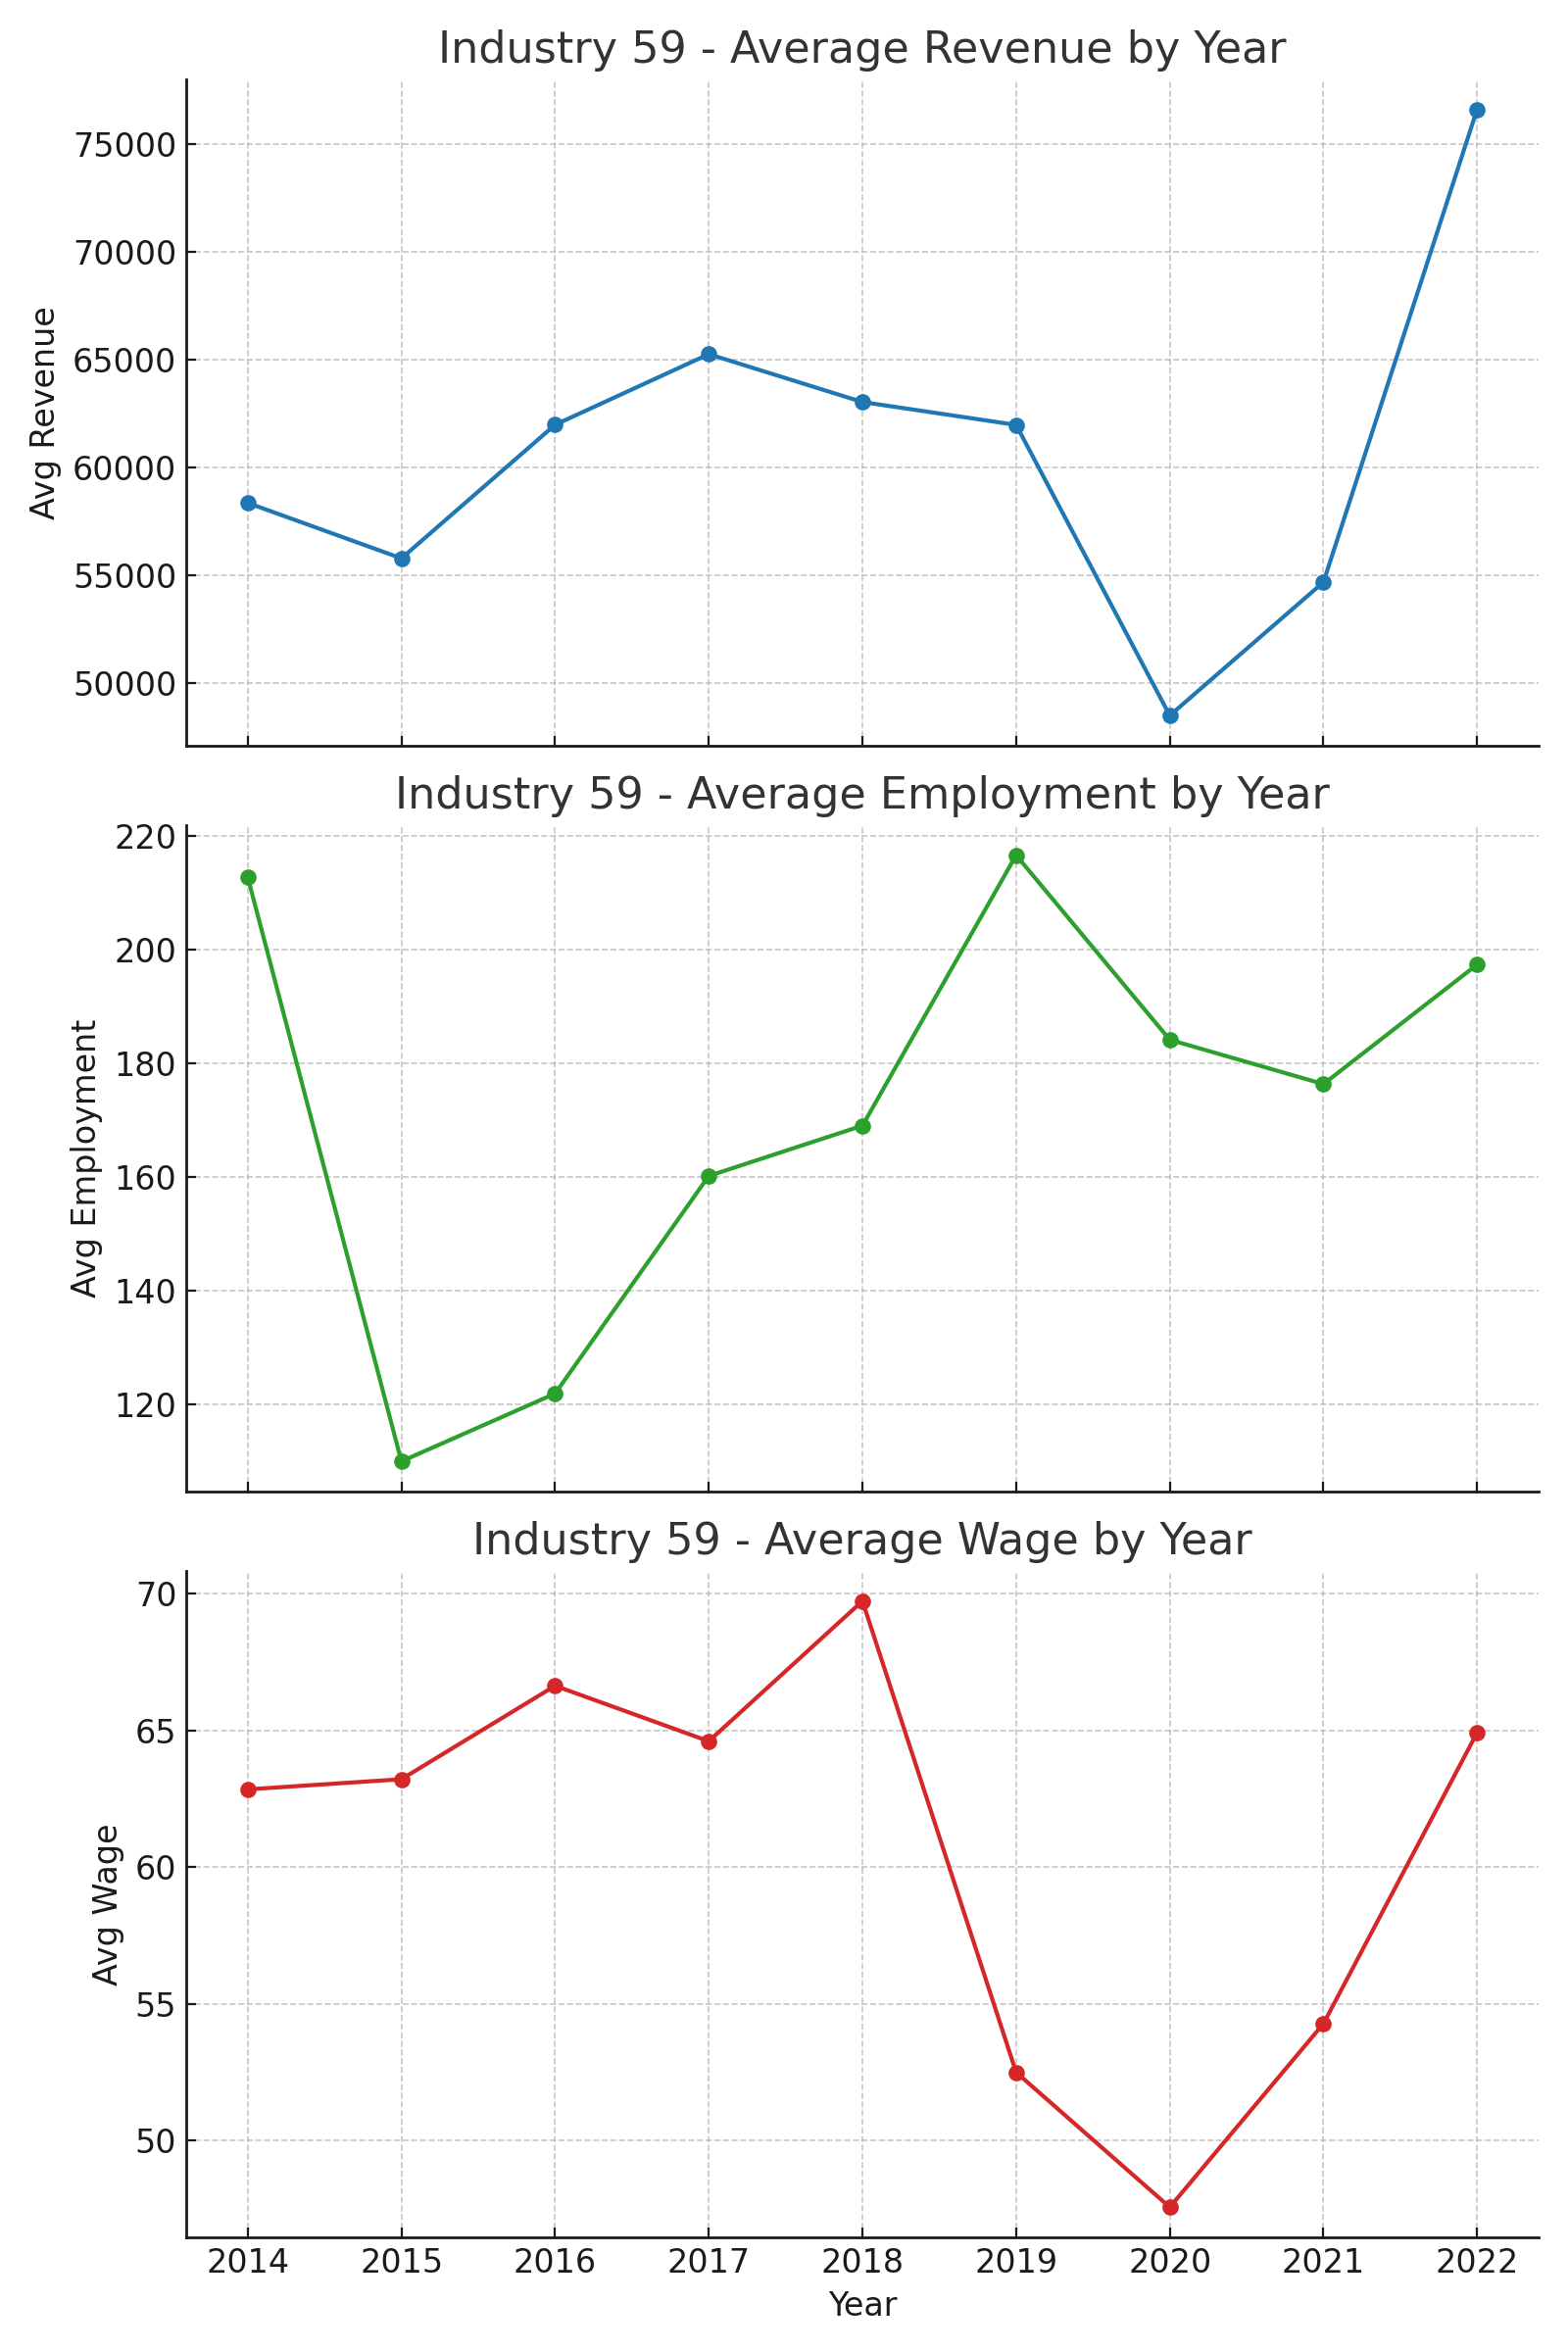 Industry 59 - Average Revenue by Year
Avg Revenue
75000
70000
65000
60000
55000
50000
Industry 59 - Average Employment by Year
Avg Employment
220
200
180
160
140
120
Industry 59 - Average Wage by Year
Avg Wage
70
65
60
55
50
2014 2015 2016 2017 2018 2019 2020 2021 2022
Year